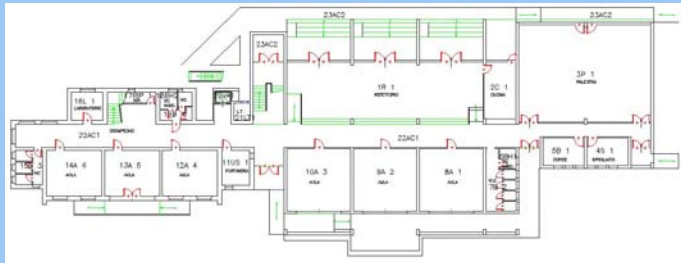 23AC2
23AC2
23AC2
1R 1
REFETTORIO
2C 1
CUCINA
3P 1
PALESTRA
16L 1
LABORATORIO
DISIMPEGNO
22AC1
22AC1
14A 6
AULA
13A 5
AULA
12A 4
AULA
11US 1
PORTINERIA
10A 3
AULA
9A 2
AULA
8A 1
AULA
5B 1
DOCCE
4S 1
SPOGLIATOI